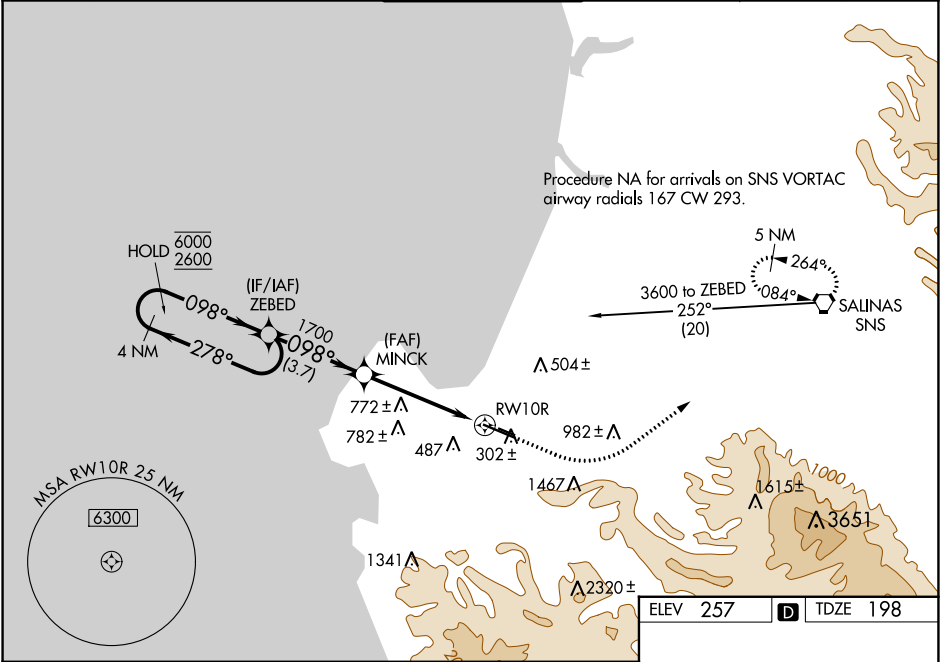 Procedure NA for arrivals on SNS VORTAC
airway radials 167 CW 293.
5 NM
264°
084°
SALINAS
SNS
3600 to ZEBED
252°
(20)
HOLD 6000
2600
(IF/IAF)
ZEBED
098°
278°
4 NM
1700
098°
(3.7)
(FAF)
MINCK
504±
772±
782±
487
RW10R
302±
982±
1467
1615±
1000
3651
1341
2320±
MSA RW10R 25 NM
6300
ELEV 257 D TDZE 198